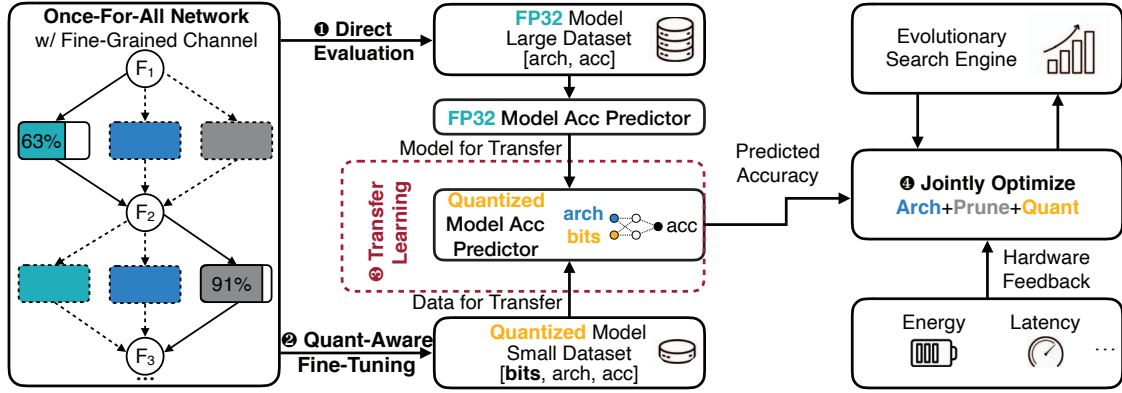 Once-For-All Network
w/ Fine-Grained Channel
F1
63%
F2
91%
F3
...
❶ Direct
Evaluation
❷ Quant-Aware
Fine-Tuning
FP32 Model
Large Dataset
[arch, acc]
FP32 Model Acc Predictor
Model for Transfer
❸ Transfer
Learning
Quantized
Model Acc
Predictor
arch
bits
acc
Data for Transfer
Quantized Model
Small Dataset
[bits, arch, acc]
Predicted
Accuracy
Evolutionary
Search Engine
❹ Jointly Optimize
Arch+Prune+Quant
Hardware
Feedback
Energy
Latency
...